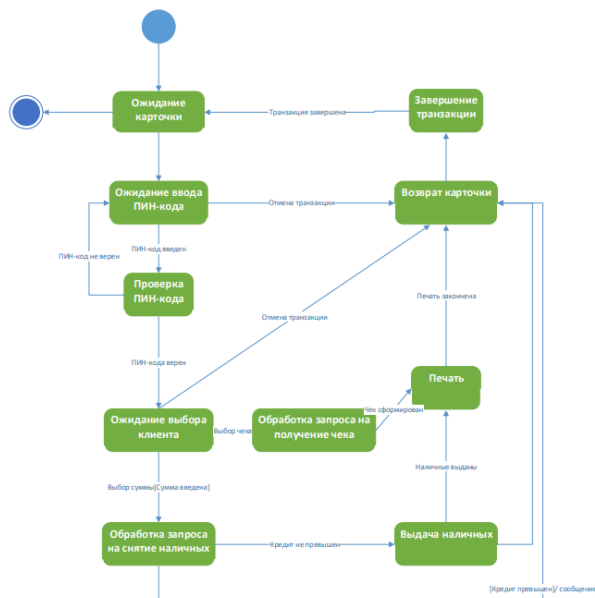 Ожидание
карточки
Завершение
транзакции
Транзакция завершена
Ожидание ввода
ПИН-кода
Отмена транзакции
Возврат карточки
ПИН-код введен
ПИН-код не верен
Проверка
ПИН-кода
Печать закончена
Отмена транзакции
ПИН-кода верен
Печать
Чек сформирован
Ожидание выбора
клиента
Выбор чека
Обработка запроса на
получение чека
Наличные выданы
Выбор суммы[Сумма введена]
Обработка запроса
на снятие наличных
Кредит не превышен
Выдача наличных
[Кредит превышен]/ сообщение